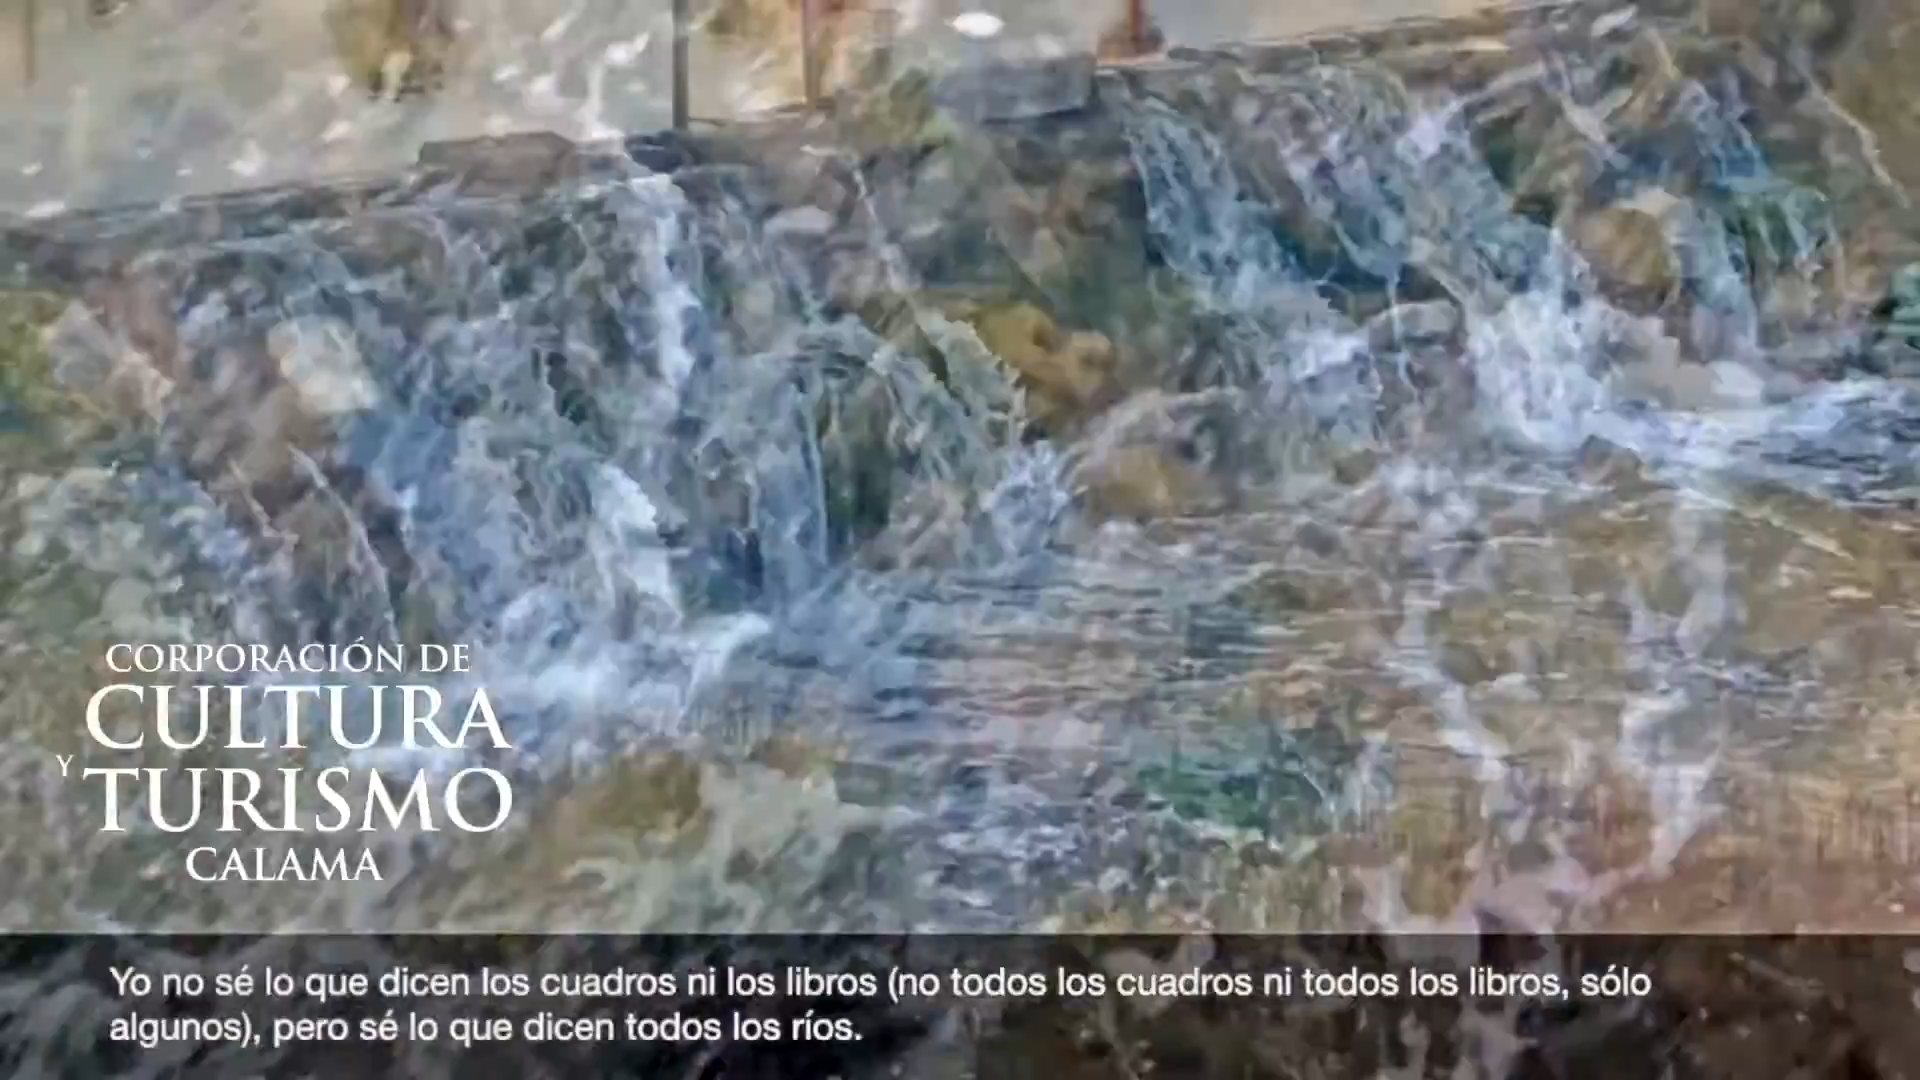 CORPORACIÓN DE
CULTURA
Y
TURISMO
CALAMA
Yo no sé lo que dicen los cuadros ni los libros (no todos los cuadros ni todos los libros, sólo
algunos), pero sé lo que dicen todos los ríos.